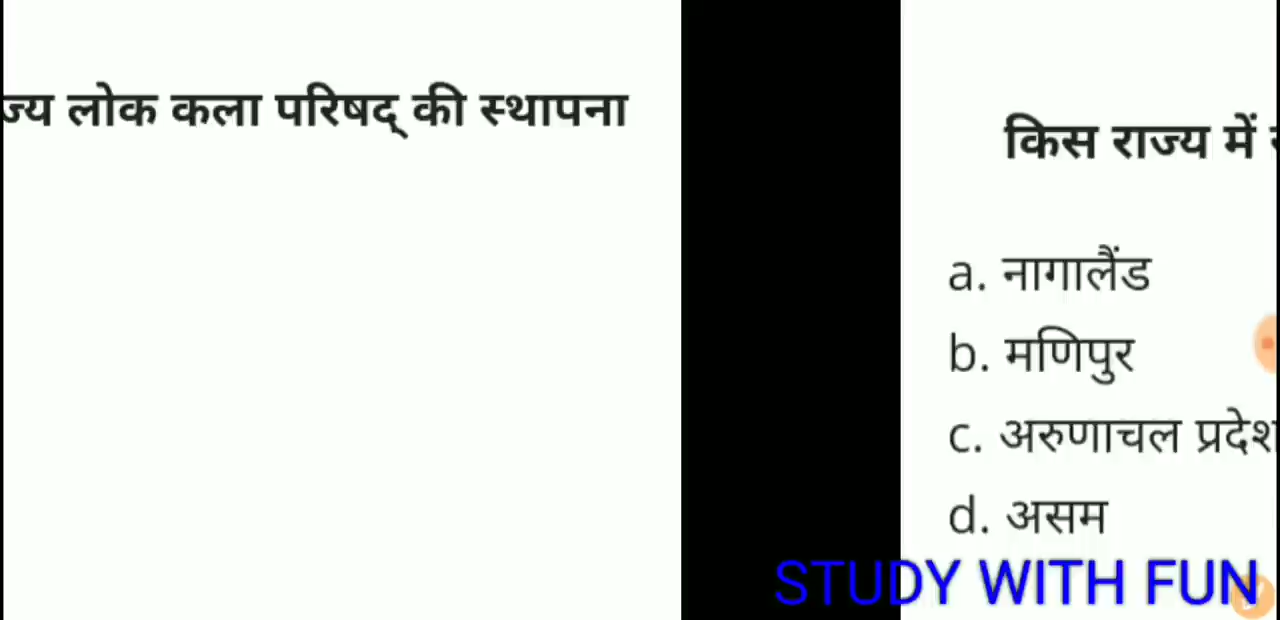 लोक कला परिषद् की स्थापना
किस राज्य में
a. नागालैंड
b. मणिपुर
c. अरुणाचल प्रदेश
d. असम
STUDY WITH FUN